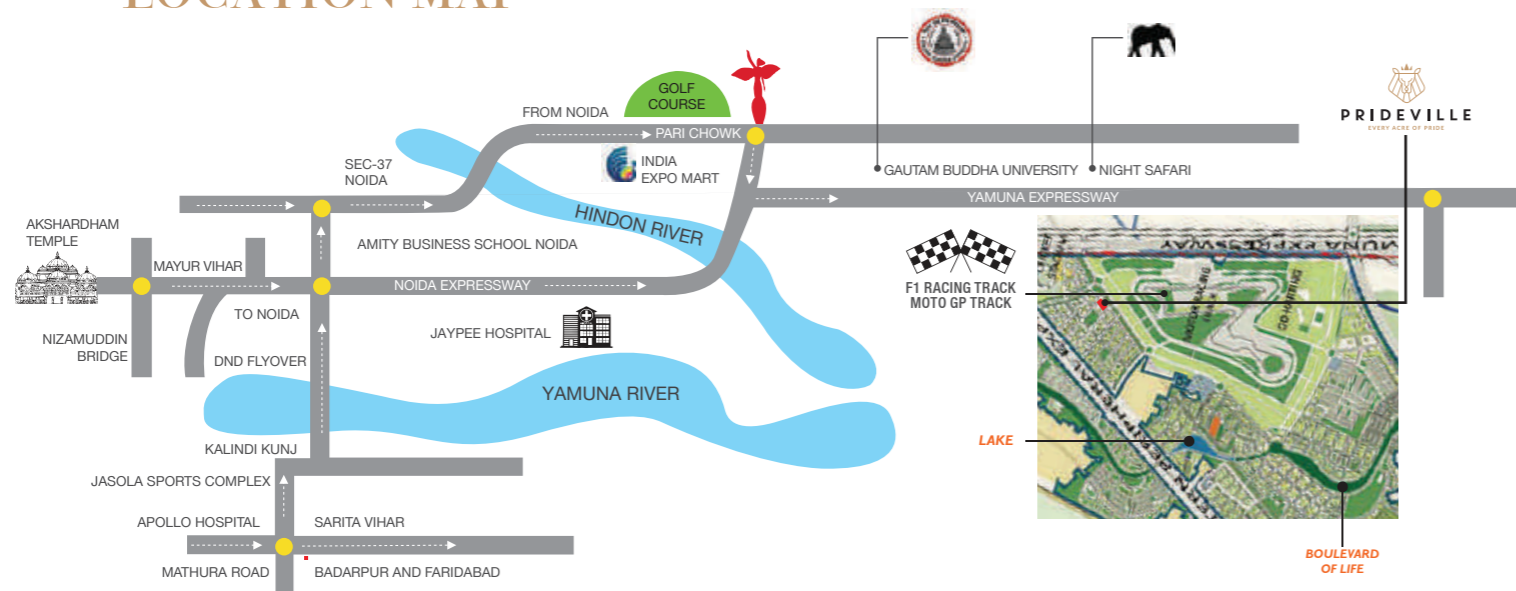 LOCATION MAP
GOLF
COURSE
FROM NOIDA
PARI CHOWK
PRIDEVILLE
EVERY ACRE OF PRIDE
SEC-37
NOIDA
INDIA
EXPO MART
GAUTAM BUDDHA UNIVERSITY
NIGHT SAFARI
YAMUNA EXPRESSWAY
HINDON RIVER
AKSHARDHAM
TEMPLE
AMITY BUSINESS SCHOOL NOIDA
MAYUR VIHAR
NOIDA EXPRESSWAY
F1 RACING TRACK
MOTO GP TRACK
TO NOIDA
NIZAMUDDIN
BRIDGE
JAYPEE HOSPITAL
DND FLYOVER
YAMUNA RIVER
KALINDI KUNJ
LAKE
JASOLA SPORTS COMPLEX
APOLLO HOSPITAL
SARITA VIHAR
MATHURA ROAD
BADARPUR AND FARIDABAD
BOULEVARD
OF LIFE
MUNA EXPRESSWAY